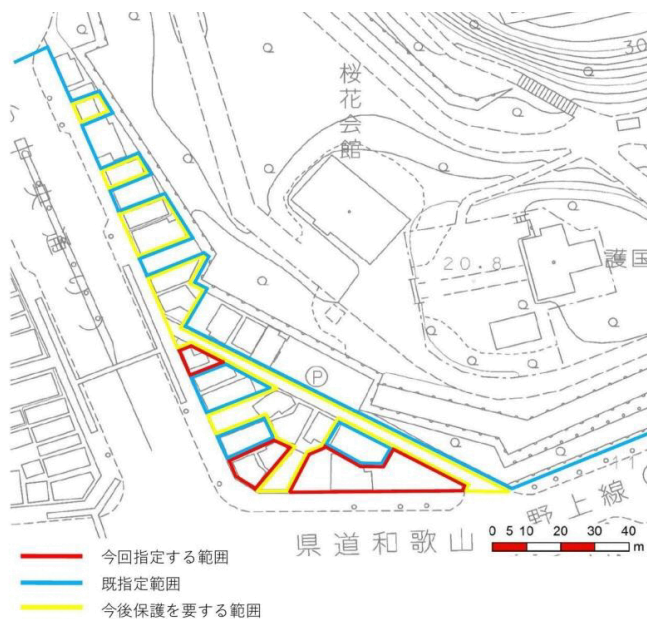 30
桜花会館
護国
20.8
P
17
野上線
県道和歌山
0 5 10 20 30 40
m
今回指定する範囲
既指定範囲
今後保護を要する範囲